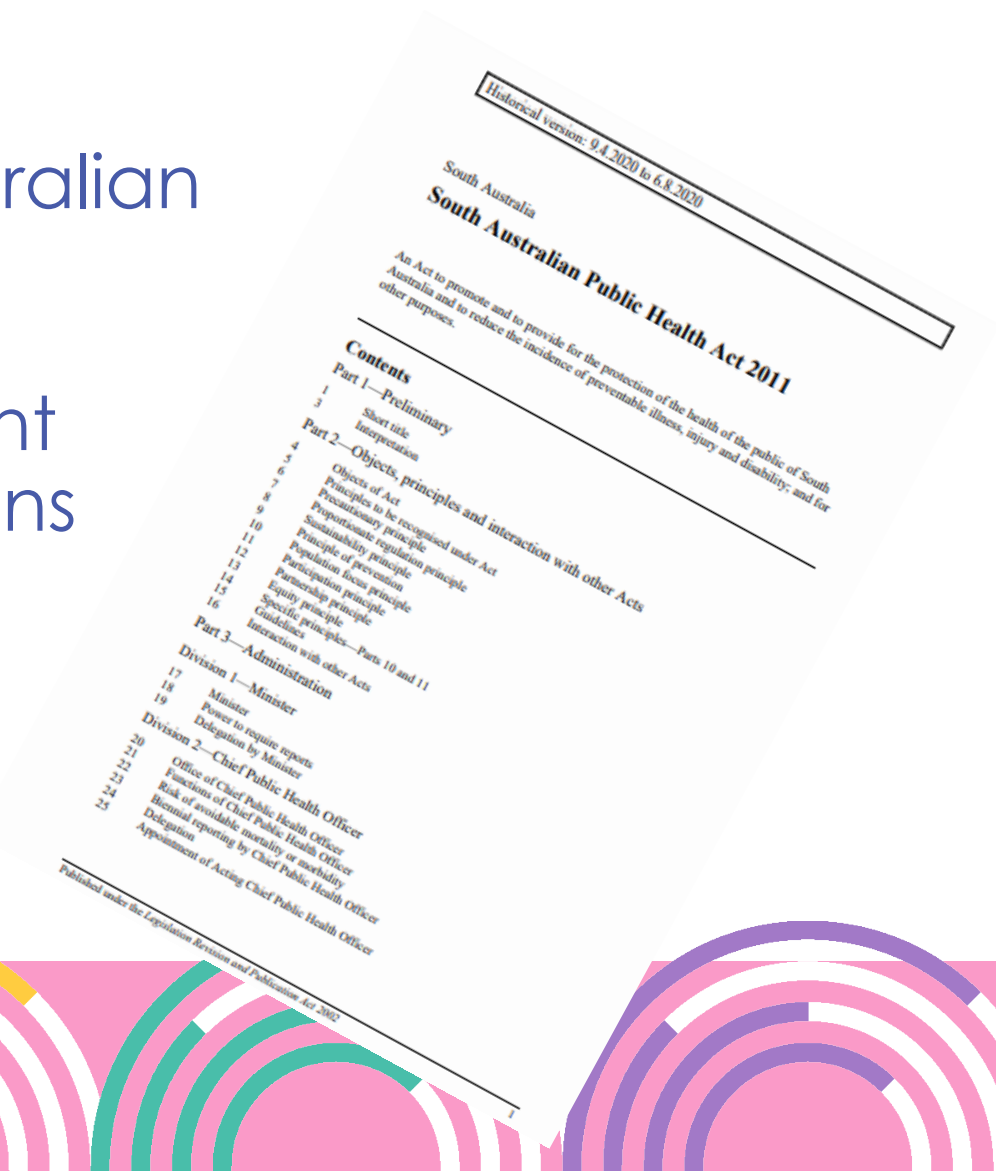 ralian
nt
ns
Historical version: 9.4.2020 to 6.8.2020
South Australia
South Australian Public Health Act 2011
An Act to promote and to provide for the protection of the health of the public of South
Australia and to reduce the incidence of preventable illness, injury and disability; and for
other purposes.
Contents
Part 1—Preliminary
1 Short title
3 Interpretation
Part 2—Objects, principles and interaction with other Acts
4 Objects of Act
5 Principles to be recognised under Act
6 Precautionary principle
7 Proportionate regulation principle
8 Sustainability principle
9 Principle of prevention
10 Population focus principle
11 Participation principle
12 Partnership principle
13 Equity principle
14 Specific principles—Parts 10 and 11
15 Guidelines
16 Interaction with other Acts
Part 3—Administration
Division 1—Minister
17 Minister
18 Power to require reports
19 Delegation by Minister
Division 2—Chief Public Health Officer
20 Office of Chief Public Health Officer
21 Functions of Chief Public Health Officer
22 Risk of avoidable mortality or morbidity
23 Biennial reporting by Chief Public Health Officer
24 Delegation
25 Appointment of Acting Chief Public Health Officer
Published under the Legislation Revision and Publication Act 2002
1